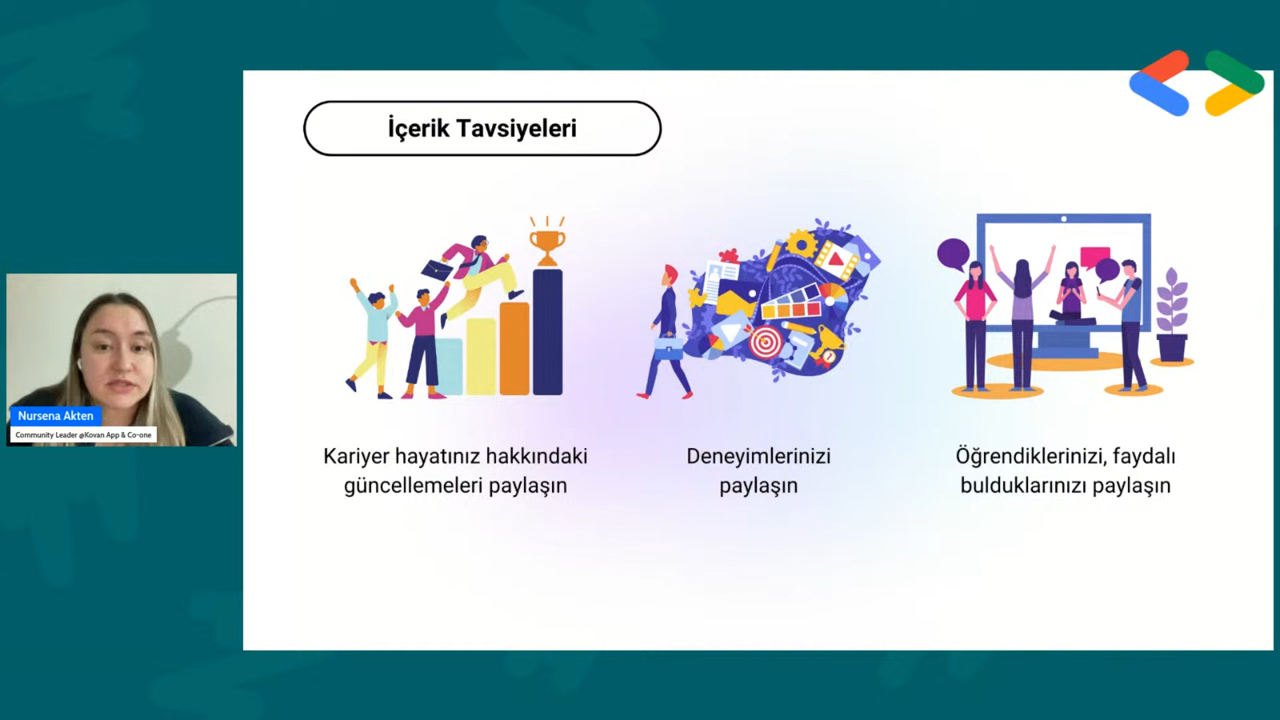 İçerik Tavsiyeleri
Nursena Akten
Community Leader @Kovan App & Co-one
Kariyer hayatınız hakkındaki
güncellemeleri paylaşın
Deneyimlerinizi
paylaşın
Öğrendiklerinizi, faydalı
bulduklarınızı paylaşın